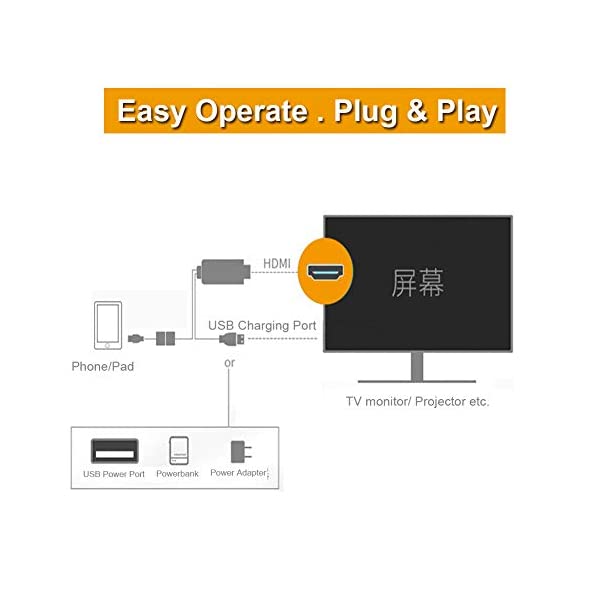 Easy Operate . Plug & Play
HDMI
屏幕
USB Charging Port
Phone/Pad
or
TV monitor/ Projector etc.
USB Power Port
Powerbank
Power Adapter